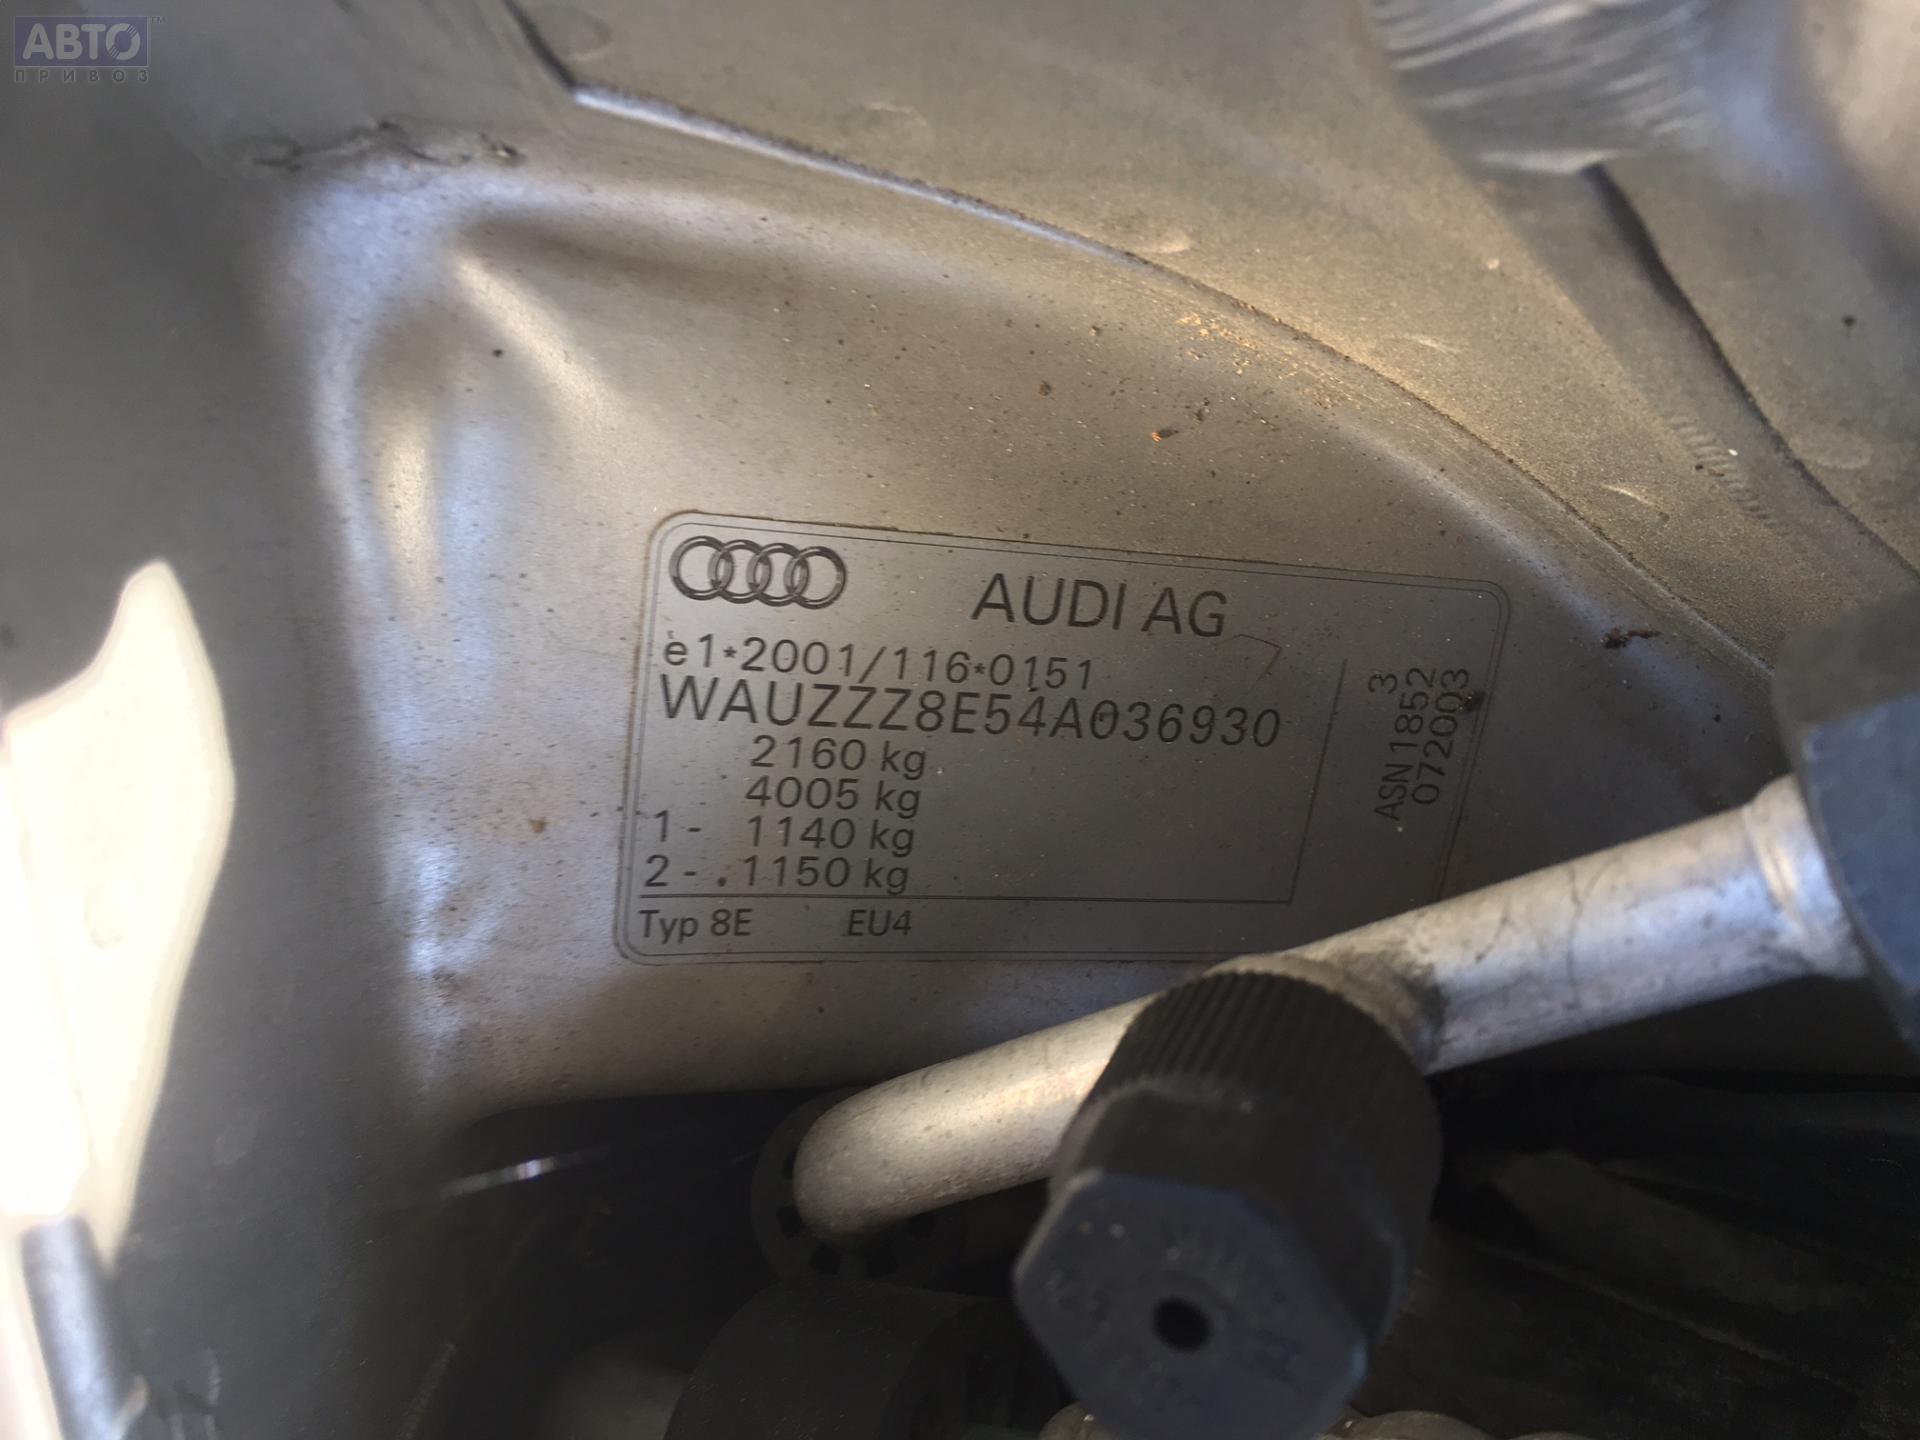 АВТО™
ПРИВОЗ
AUDI AG
e1*2001/116*0151
WAUZZZ8E54A036930
2160 kg
4005 kg
1- 1140 kg
2- 1150 kg
Typ 8E EU4
3
ASN 1852
072003